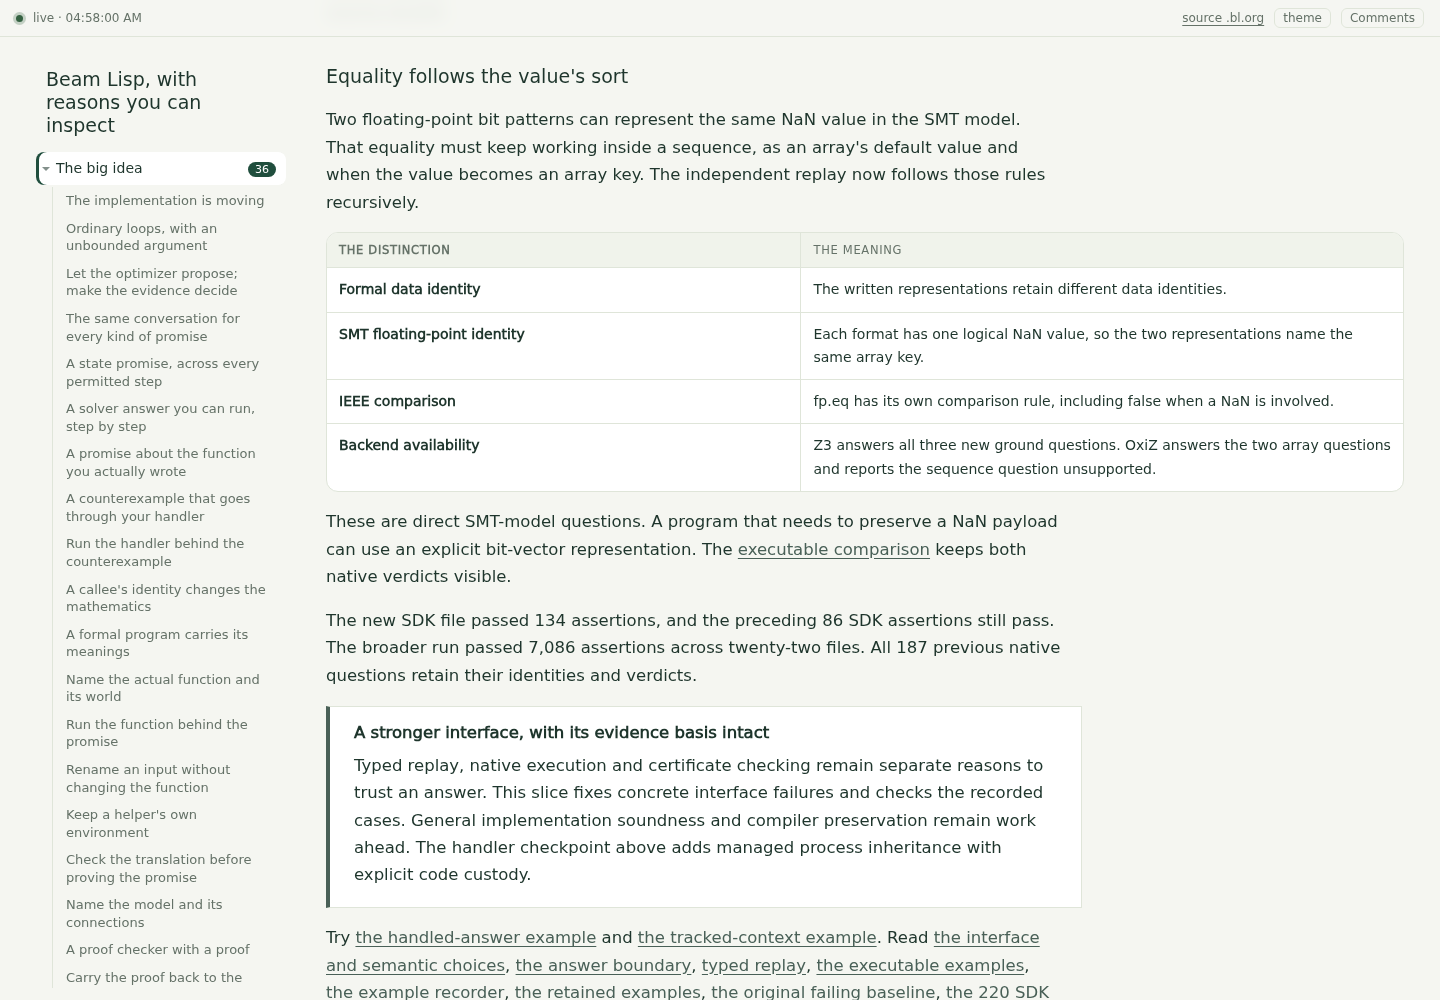 live · 04:58:00 AM
source .bl.org
theme
Comments
Beam Lisp, with
reasons you can
inspect
The big idea
36
The implementation is moving
Ordinary loops, with an
unbounded argument
Let the optimizer propose;
make the evidence decide
The same conversation for
every kind of promise
A state promise, across every
permitted step
A solver answer you can run,
step by step
A promise about the function
you actually wrote
A counterexample that goes
through your handler
Run the handler behind the
counterexample
A callee's identity changes the
mathematics
A formal program carries its
meanings
Name the actual function and
its world
Run the function behind the
promise
Rename an input without
changing the function
Keep a helper's own
environment
Check the translation before
proving the promise
Name the model and its
connections
A proof checker with a proof
Carry the proof back to the
Equality follows the value's sort
Two floating-point bit patterns can represent the same NaN value in the SMT model.
That equality must keep working inside a sequence, as an array's default value and
when the value becomes an array key. The independent replay now follows those rules
recursively.
THE DISTINCTION
THE MEANING
Formal data identity
The written representations retain different data identities.
SMT floating-point identity
Each format has one logical NaN value, so the two representations name the
same array key.
IEEE comparison
fp.eq has its own comparison rule, including false when a NaN is involved.
Backend availability
Z3 answers all three new ground questions. OxiZ answers the two array questions
and reports the sequence question unsupported.
These are direct SMT-model questions. A program that needs to preserve a NaN payload
can use an explicit bit-vector representation. The executable comparison keeps both
native verdicts visible.
The new SDK file passed 134 assertions, and the preceding 86 SDK assertions still pass.
The broader run passed 7,086 assertions across twenty-two files. All 187 previous native
questions retain their identities and verdicts.
A stronger interface, with its evidence basis intact
Typed replay, native execution and certificate checking remain separate reasons to
trust an answer. This slice fixes concrete interface failures and checks the recorded
cases. General implementation soundness and compiler preservation remain work
ahead. The handler checkpoint above adds managed process inheritance with
explicit code custody.
Try the handled-answer example and the tracked-context example. Read the interface
and semantic choices, the answer boundary, typed replay, the executable examples,
the example recorder, the retained examples, the original failing baseline, the 220 SDK